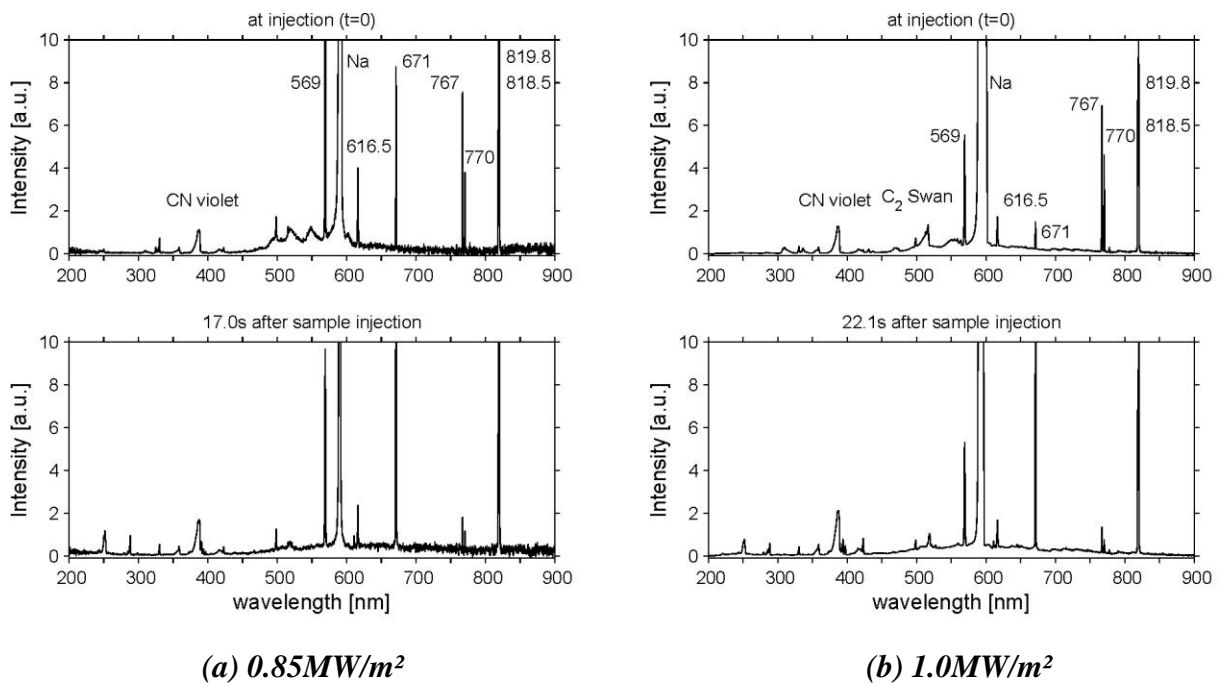 at injection (t=0)
10
8
6
4
2
0
Intensity [a.u.]
200 300 400 500 600 700 800 900
CN violet
569
Na
616.5
671
767
770
819.8
818.5
17.0s after sample injection
10
8
6
4
2
0
Intensity [a.u.]
200 300 400 500 600 700 800 900
wavelength [nm]
(a) 0.85MW/m²
at injection (t=0)
10
8
6
4
2
0
Intensity [a.u.]
200 300 400 500 600 700 800 900
CN violet
C2 Swan
569
Na
616.5
671
767
770
819.8
818.5
22.1s after sample injection
10
8
6
4
2
0
Intensity [a.u.]
200 300 400 500 600 700 800 900
wavelength [nm]
(b) 1.0MW/m²